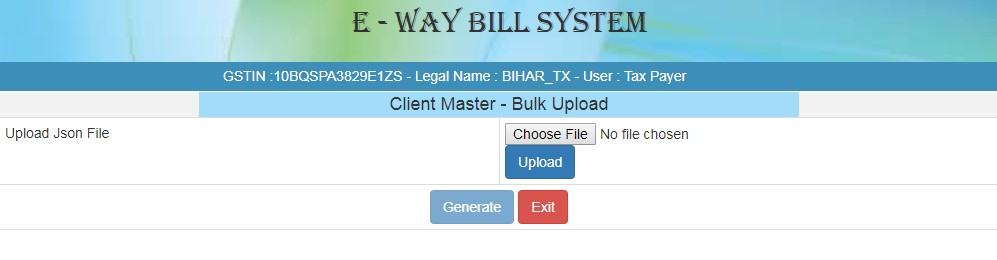 E - WAY BILL SYSTEM
GSTIN :10BQSPA3829E1ZS - Legal Name : BIHAR_TX - User : Tax Payer
Client Master - Bulk Upload
Upload Json File
Choose File No file chosen
Upload
Generate Exit